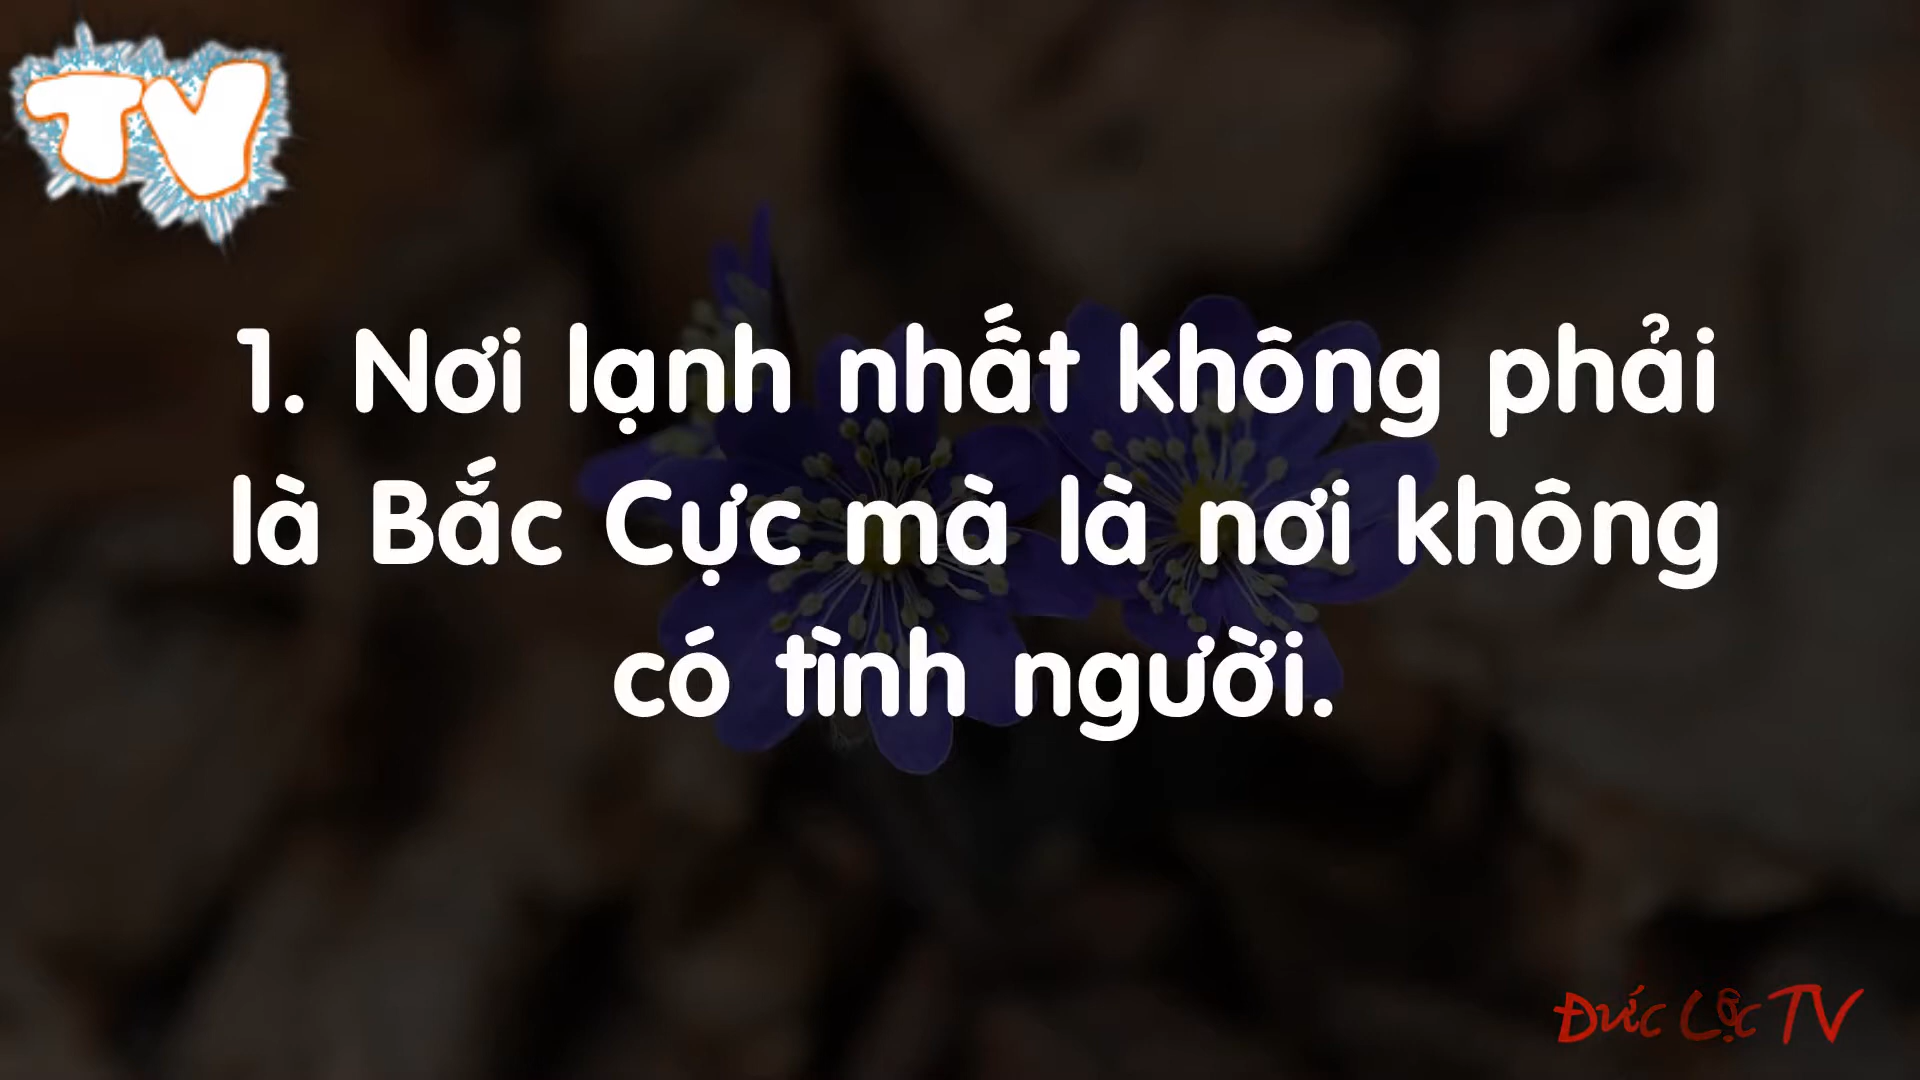 TV
1. Nơi lạnh nhất không phải
là Bắc Cực mà là nơi không
có tình người.
Đức Lộc TV